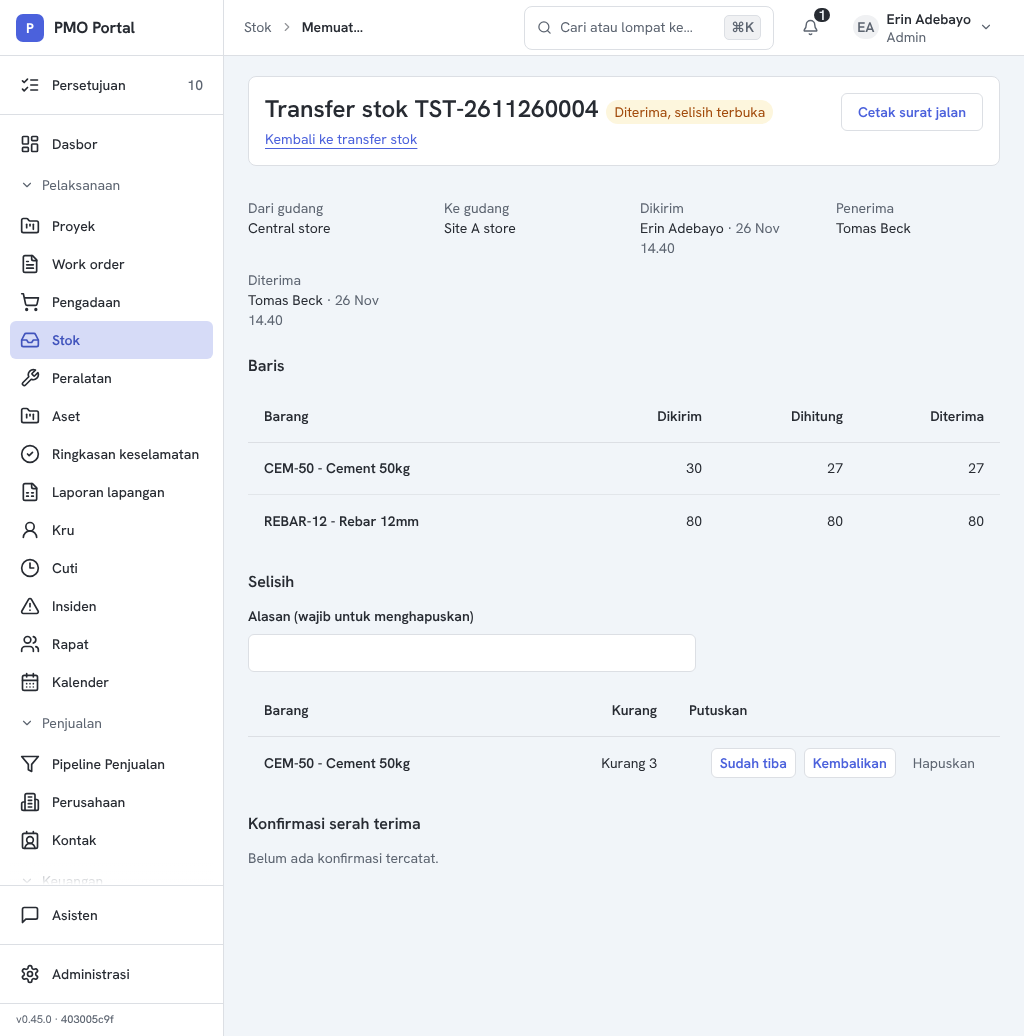 P PMO Portal
Stok > Memuat...
Cari atau lompat ke... ⌘K
1
EA Erin Adebayo
Admin
Persetujuan 10
Dasbor
Pelaksanaan
Proyek
Work order
Pengadaan
Stok
Peralatan
Aset
Ringkasan keselamatan
Laporan lapangan
Kru
Cuti
Insiden
Rapat
Kalender
Penjualan
Pipeline Penjualan
Perusahaan
Kontak
Keuangan
Asisten
Administrasi
v0.45.0 · 403005c9f
Transfer stok TST-2611260004 Diterima, selisih terbuka
Kembali ke transfer stok
Cetak surat jalan
Dari gudang
Central store
Ke gudang
Site A store
Dikirim
Erin Adebayo · 26 Nov
14.40
Penerima
Tomas Beck
Diterima
Tomas Beck · 26 Nov
14.40
Baris
Barang Dikirim Dihitung Diterima
CEM-50 - Cement 50kg 30 27 27
REBAR-12 - Rebar 12mm 80 80 80
Selisih
Alasan (wajib untuk menghapuskan)
Barang Kurang Putuskan
CEM-50 - Cement 50kg Kurang 3 Sudah tiba Kembalikan Hapuskan
Konfirmasi serah terima
Belum ada konfirmasi tercatat.